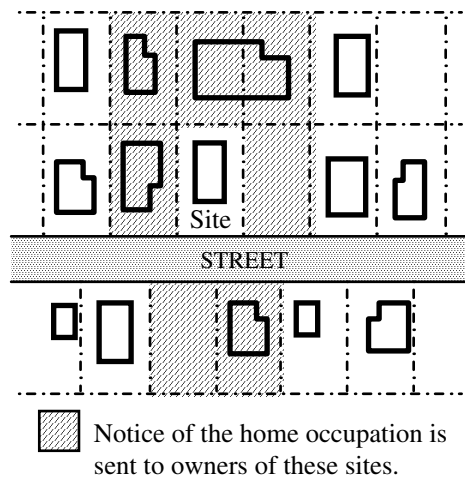 Site
STREET
Notice of the home occupation is
sent to owners of these sites.